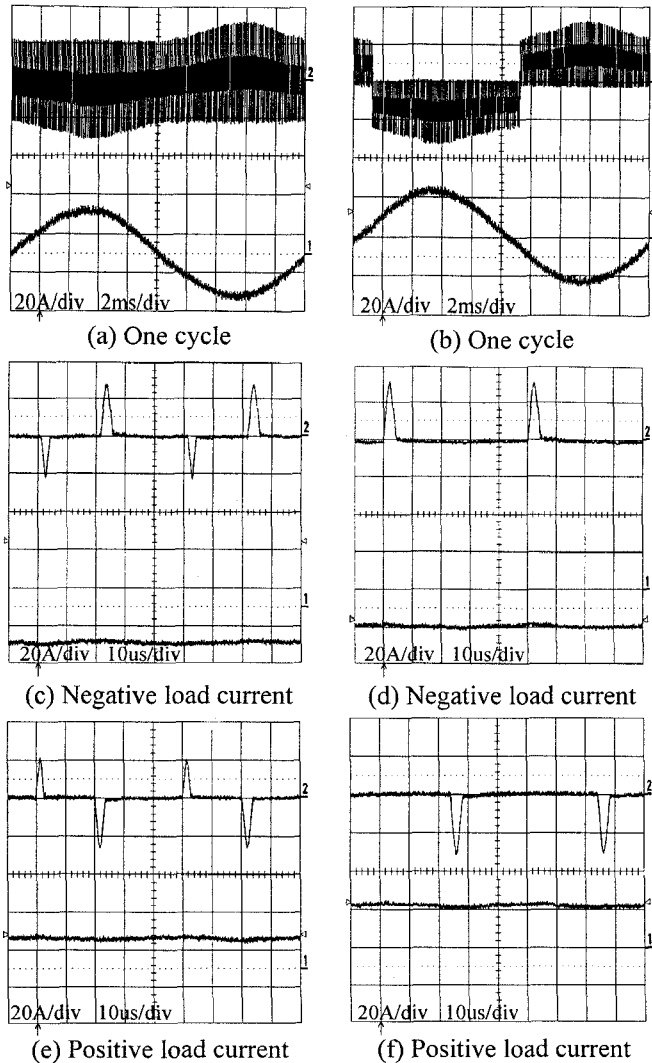 2
1
20A/div 2ms/div
(a) One cycle
20A/div 2ms/div
(b) One cycle
2
1
20A/div 10us/div
(c) Negative load current
2
1
20A/div 10us/div
(d) Negative load current
2
1
20A/div 10us/div
(e) Positive load current
2
1
20A/div 10us/div
(f) Positive load current